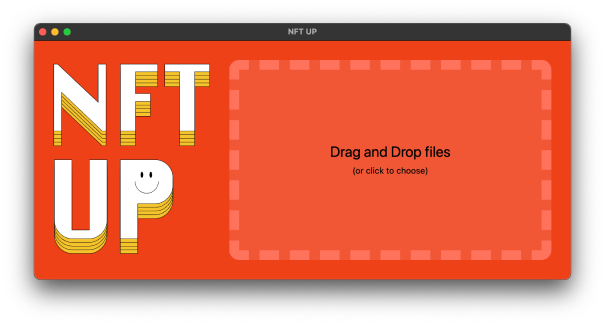 NFT UP
NFT
UP
Drag and Drop files
(or click to choose)